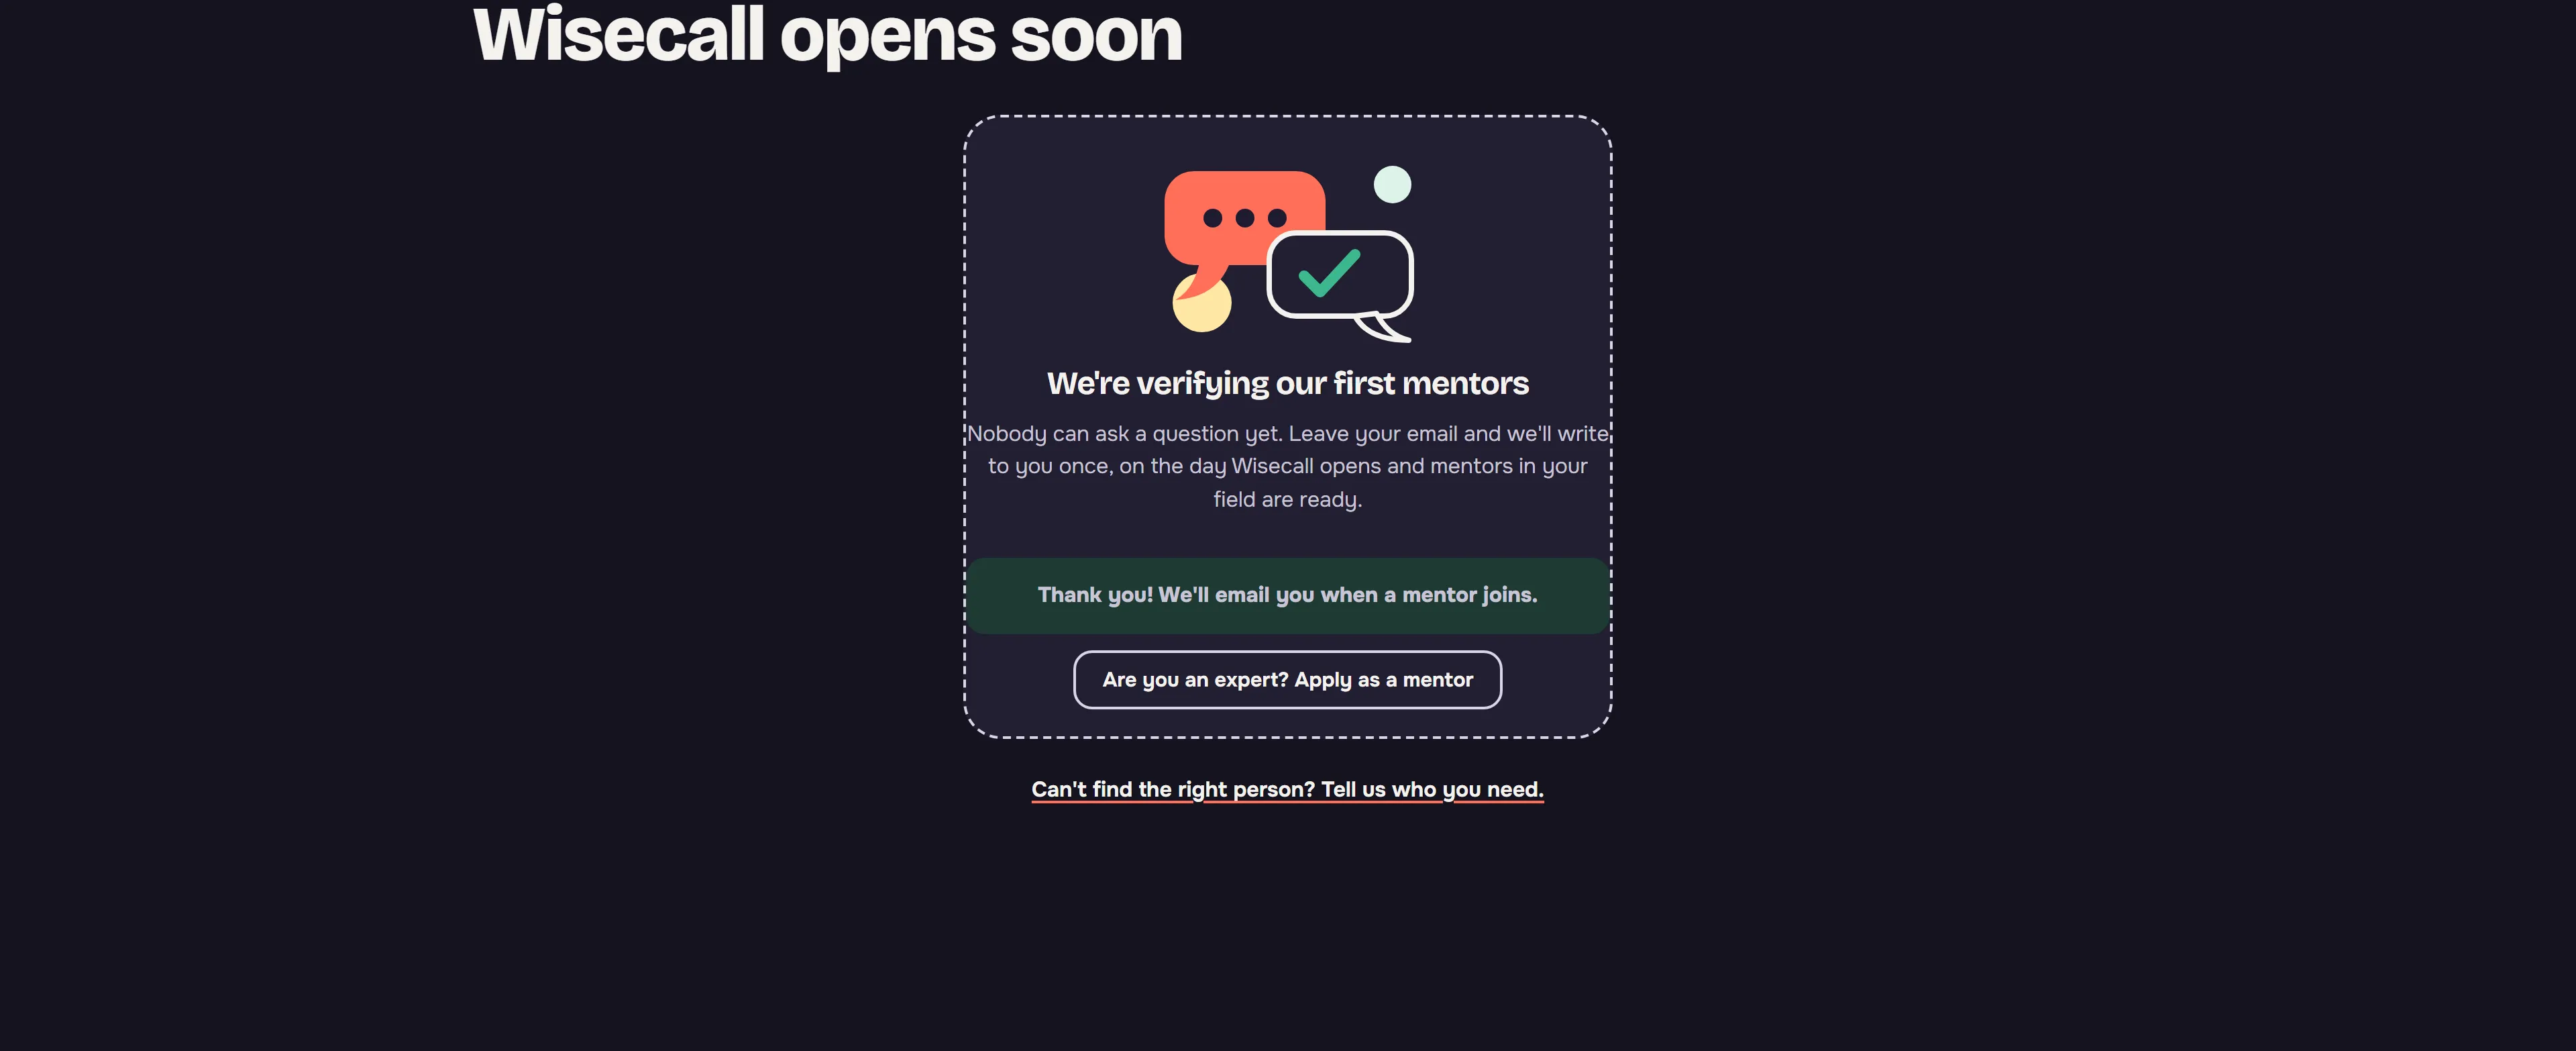 Wisecall opens soon
We're verifying our first mentors
Nobody can ask a question yet. Leave your email and we'll write
to you once, on the day Wisecall opens and mentors in your
field are ready.
Thank you! We'll email you when a mentor joins.
Are you an expert? Apply as a mentor
Can't find the right person? Tell us who you need.